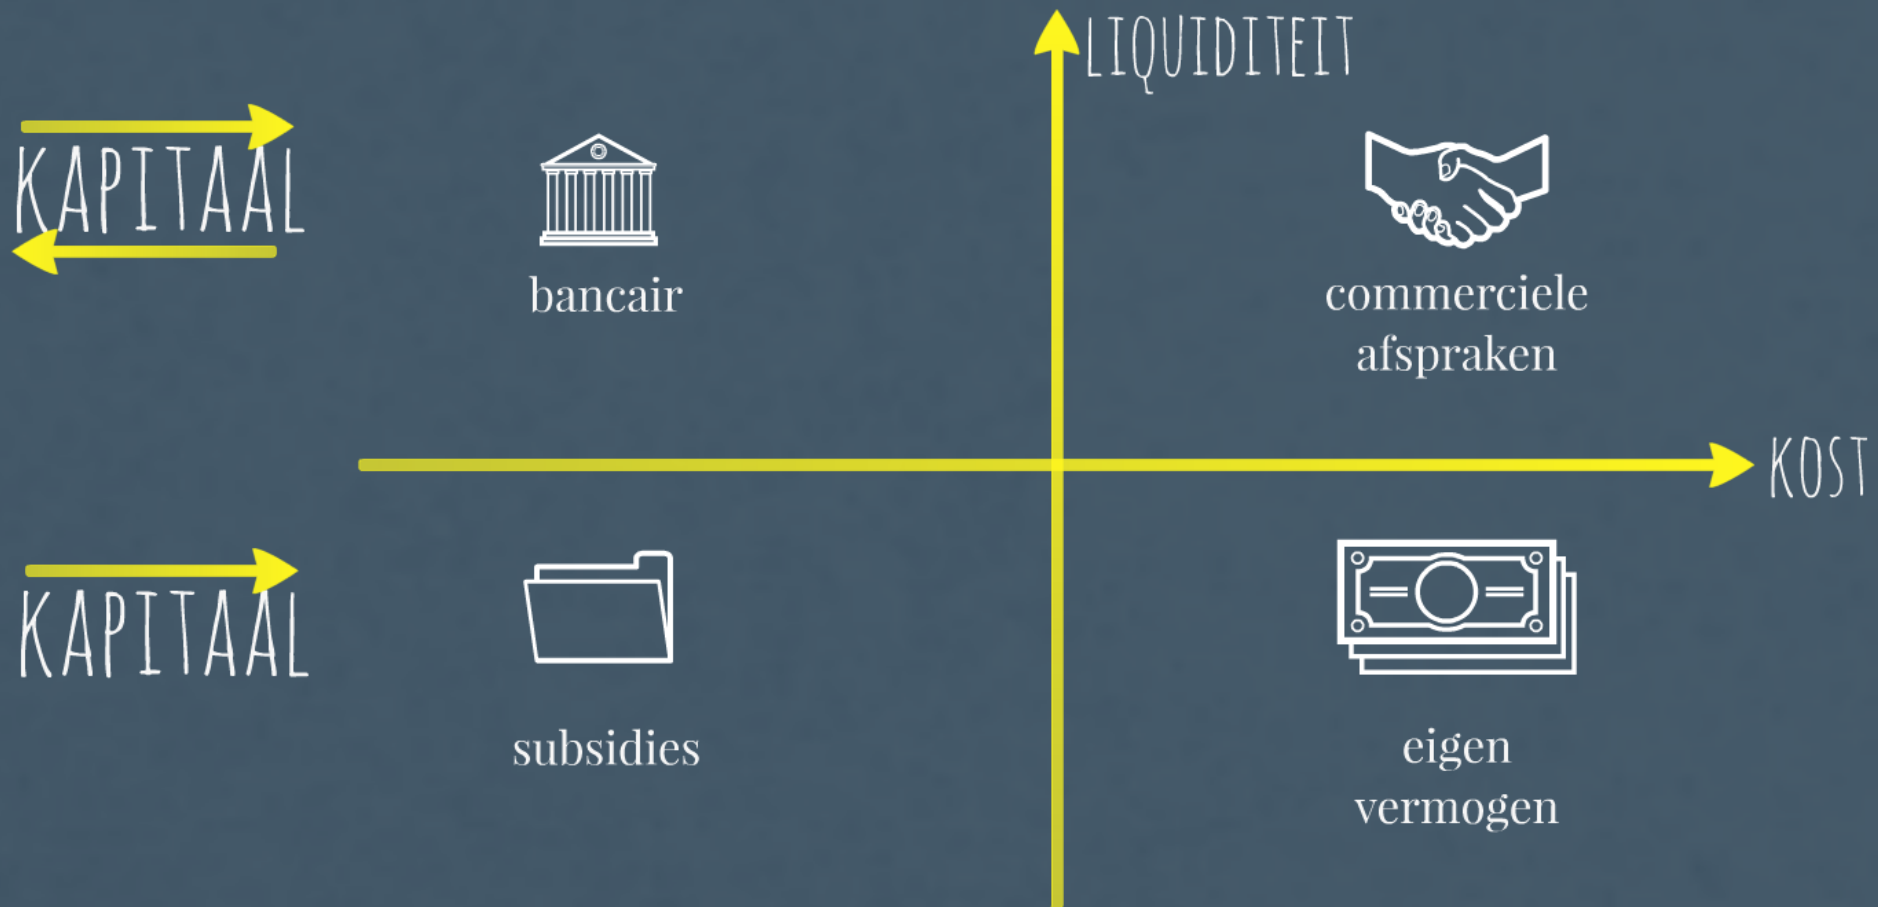 LIQUIDITEIT
KAPITAAL
bancair
commerciele
afspraken
KOST
KAPITAAL
subsidies
eigen
vermogen